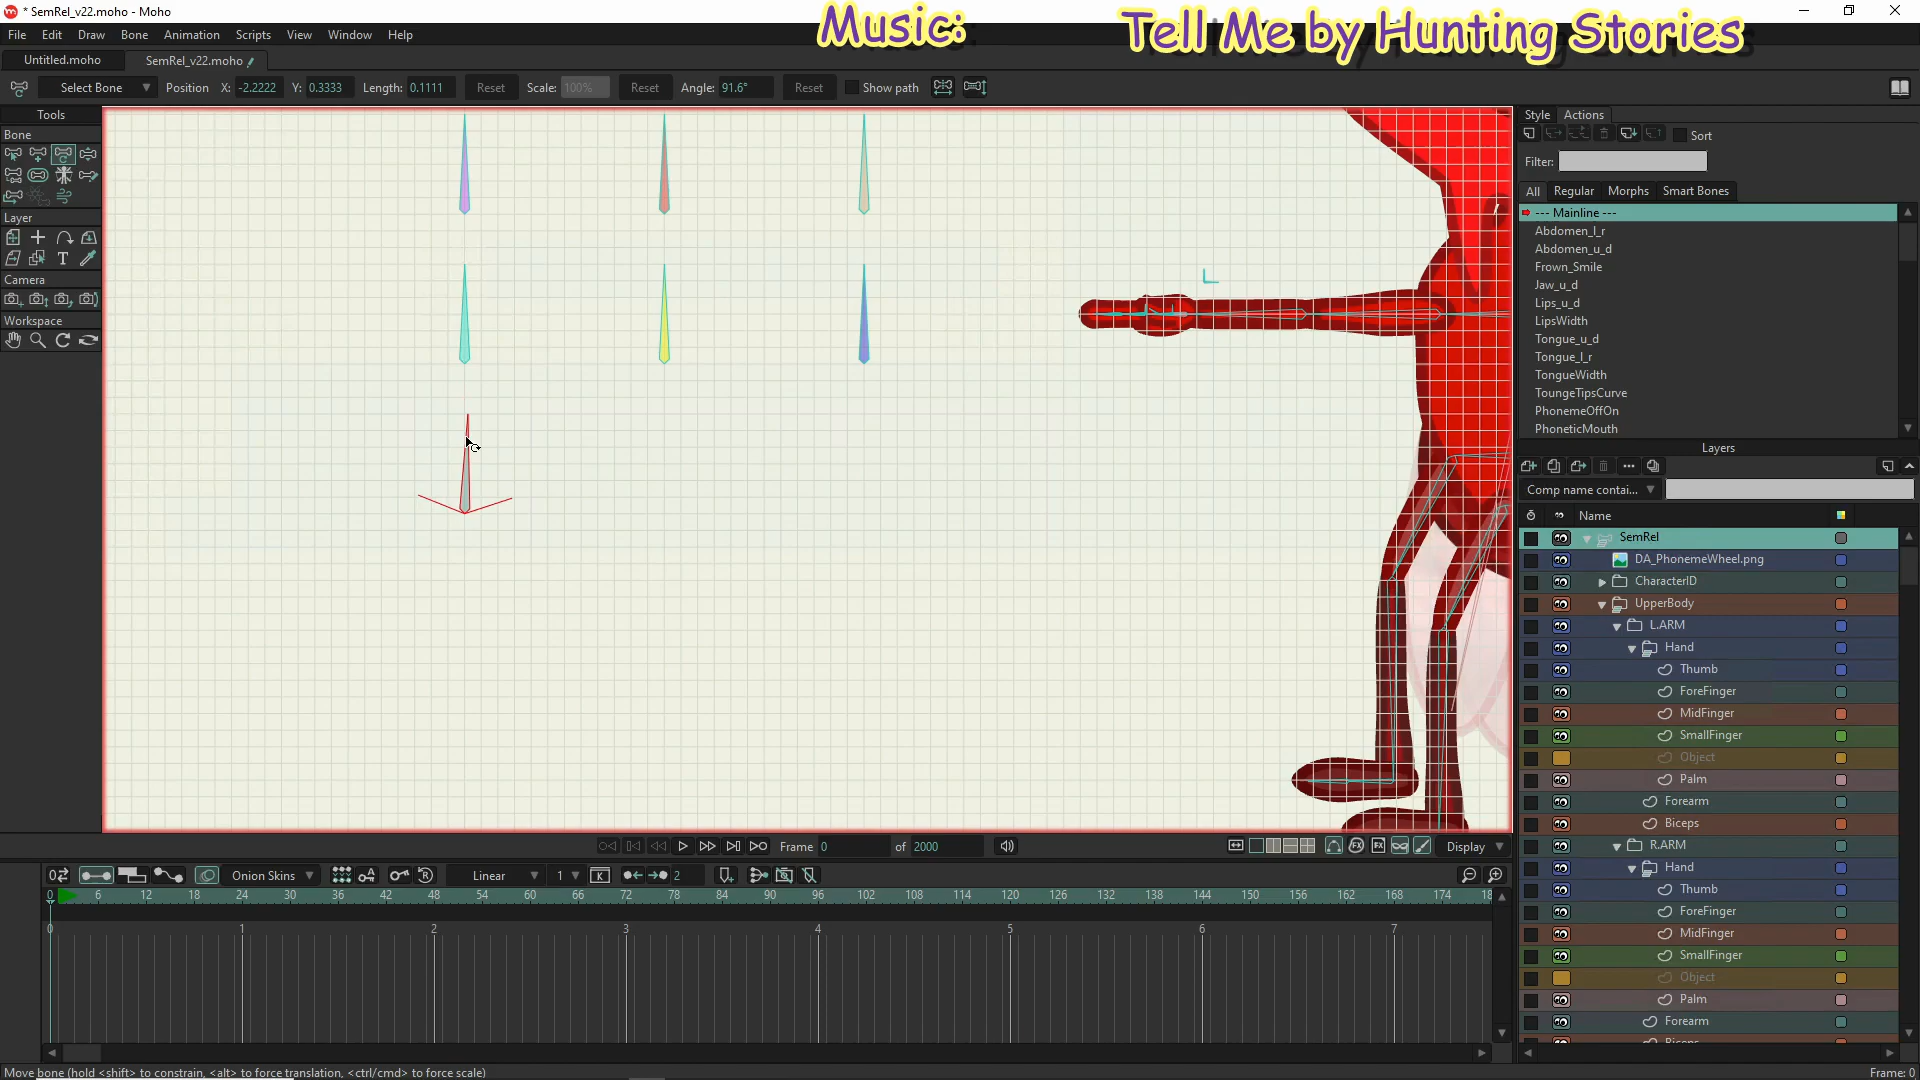 * SemRel_v22.moho - Moho
Music: Tell Me by Hunting Stories
File Edit Draw Bone Animation Scripts View Window Help
Untitled.moho SemRel_v22.moho
Select Bone Position X: -2.2222 Y: 0.3333 Length: 0.1111 Reset Scale: 100% Reset Angle: 91.6° Reset Show path
Tools
Bone
Layer
Camera
Workspace
Style Actions
Sort
Filter:
All Regular Morphs Smart Bones
--- Mainline ---
Abdomen_l_r
Abdomen_u_d
Frown_Smile
Jaw_u_d
Lips_u_d
LipsWidth
Tongue_u_d
Tongue_l_r
TongueWidth
ToungeTipsCurve
PhonemeOffOn
PhoneticMouth
Layers
Comp name contai...
Name
SemRel
DA_PhonemeWheel.png
CharacterID
UpperBody
L.ARM
Hand
Thumb
ForeFinger
MidFinger
SmallFinger
Object
Palm
Forearm
Biceps
R.ARM
Hand
Thumb
ForeFinger
MidFinger
SmallFinger
Object
Palm
Forearm
Frame 0 of 2000 Display
Onion Skins Linear 1 2
0 6 12 18 24 30 36 42 48 54 60 66 72 78 84 90 96 102 108 114 120 126 132 138 144 150 156 162 168 174 18
0 1 2 3 4 5 6 7
Move bone (hold <shift> to constrain, <alt> to force translation, <ctrl/cmd> to force scale) Frame: 0